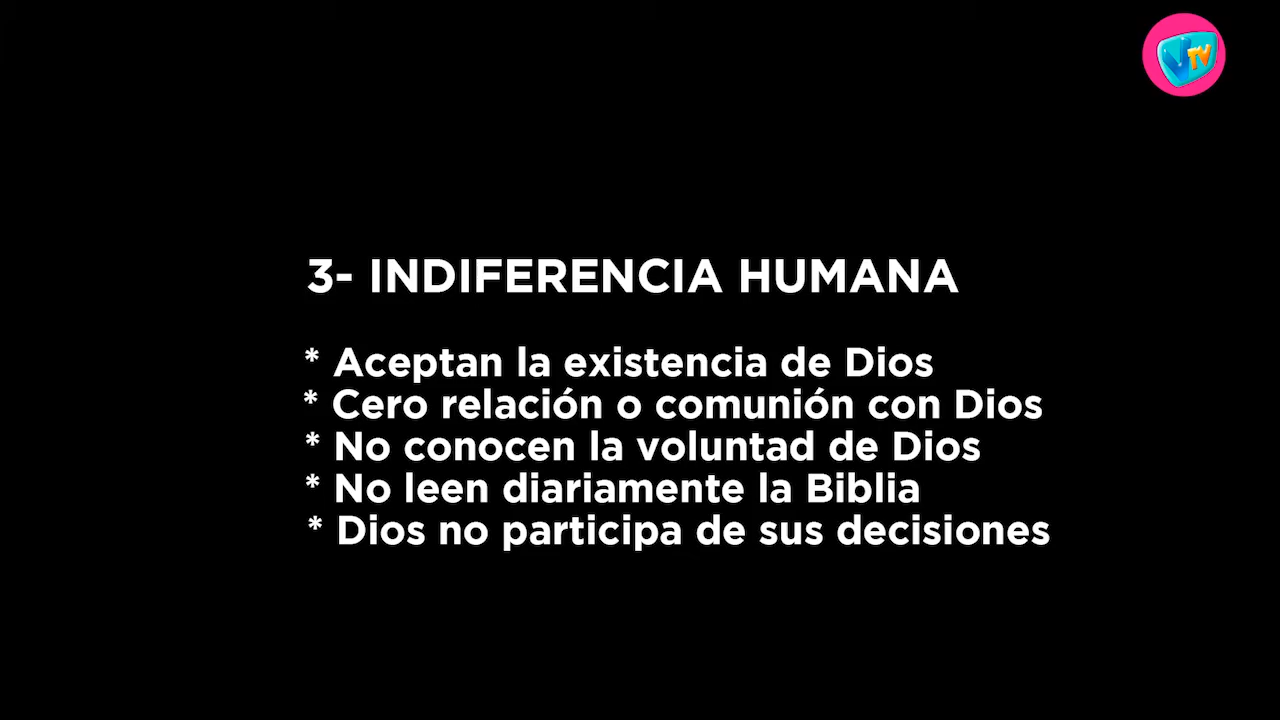 TV
3- INDIFERENCIA HUMANA
* Aceptan la existencia de Dios
* Cero relación o comunión con Dios
* No conocen la voluntad de Dios
* No leen diariamente la Biblia
* Dios no participa de sus decisiones